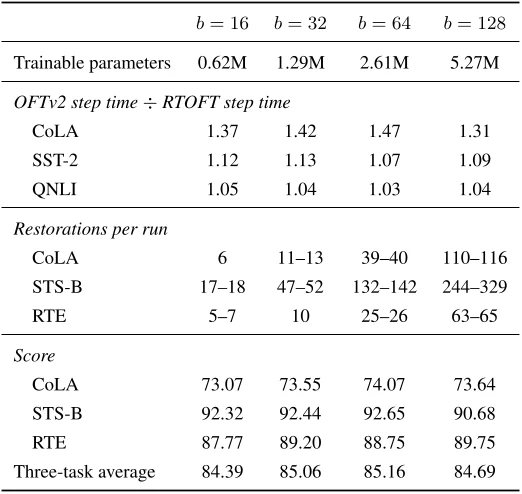 b = 16 b = 32 b = 64 b = 128
Trainable parameters 0.62M 1.29M 2.61M 5.27M
OFTv2 step time ÷ RTOFT step time
CoLA 1.37 1.42 1.47 1.31
SST-2 1.12 1.13 1.07 1.09
QNLI 1.05 1.04 1.03 1.04
Restorations per run
CoLA 6 11–13 39–40 110–116
STS-B 17–18 47–52 132–142 244–329
RTE 5–7 10 25–26 63–65
Score
CoLA 73.07 73.55 74.07 73.64
STS-B 92.32 92.44 92.65 90.68
RTE 87.77 89.20 88.75 89.75
Three-task average 84.39 85.06 85.16 84.69